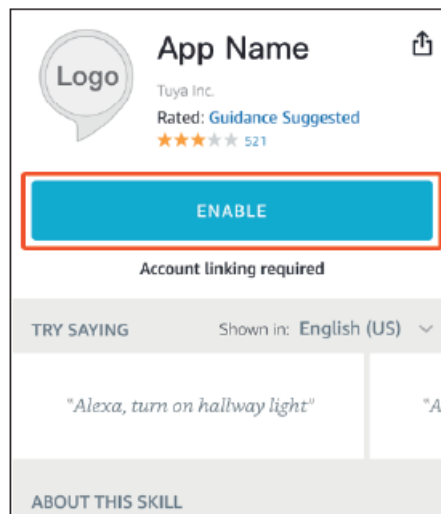 Logo
App Name
Tuya Inc.
Rated: Guidance Suggested
521
ENABLE
Account linking required
TRY SAYING Shown in: English (US)
"Alexa, turn on hallway light" "A
ABOUT THIS SKILL